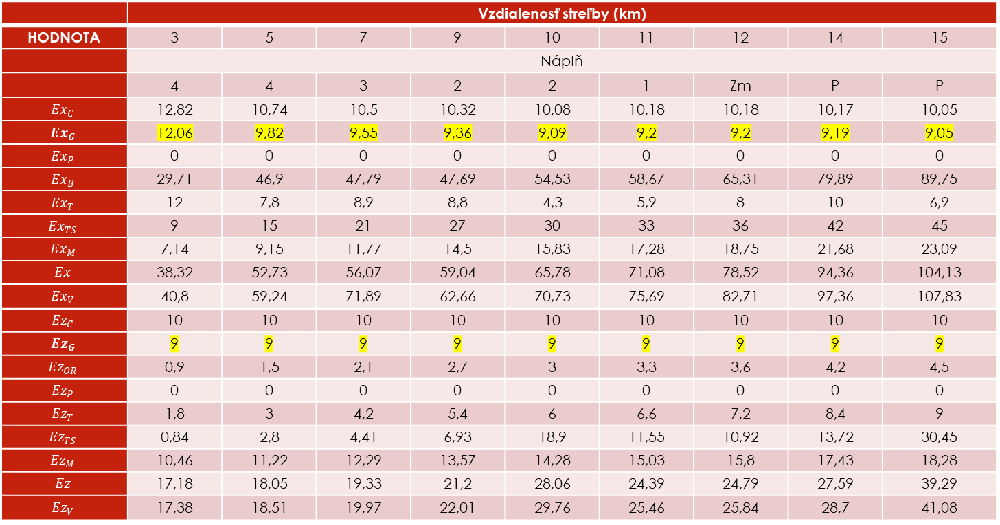 Vzdialenosť streľby (km)
HODNOTA 3 5 7 9 10 11 12 14 15
Náplň
4 4 3 2 2 1 Zm P P
Ex_C 12,82 10,74 10,5 10,32 10,08 10,18 10,18 10,17 10,05
Ex_G 12,06 9,82 9,55 9,36 9,09 9,2 9,2 9,19 9,05
Ex_P 0 0 0 0 0 0 0 0 0
Ex_B 29,71 46,9 47,79 47,69 54,53 58,67 65,31 79,89 89,75
Ex_T 12 7,8 8,9 8,8 4,3 5,9 8 10 6,9
Ex_TS 9 15 21 27 30 33 36 42 45
Ex_M 7,14 9,15 11,77 14,5 15,83 17,28 18,75 21,68 23,09
Ex 38,32 52,73 56,07 59,04 65,78 71,08 78,52 94,36 104,13
Ex_V 40,8 59,24 71,89 62,66 70,73 75,69 82,71 97,36 107,83
Ez_C 10 10 10 10 10 10 10 10 10
Ez_G 9 9 9 9 9 9 9 9 9
Ez_OR 0,9 1,5 2,1 2,7 3 3,3 3,6 4,2 4,5
Ez_P 0 0 0 0 0 0 0 0 0
Ez_T 1,8 3 4,2 5,4 6 6,6 7,2 8,4 9
Ez_TS 0,84 2,8 4,41 6,93 18,9 11,55 10,92 13,72 30,45
Ez_M 10,46 11,22 12,29 13,57 14,28 15,03 15,8 17,43 18,28
Ez 17,18 18,05 19,33 21,2 28,06 24,39 24,79 27,59 39,29
Ez_V 17,38 18,51 19,97 22,01 29,76 25,46 25,84 28,7 41,08